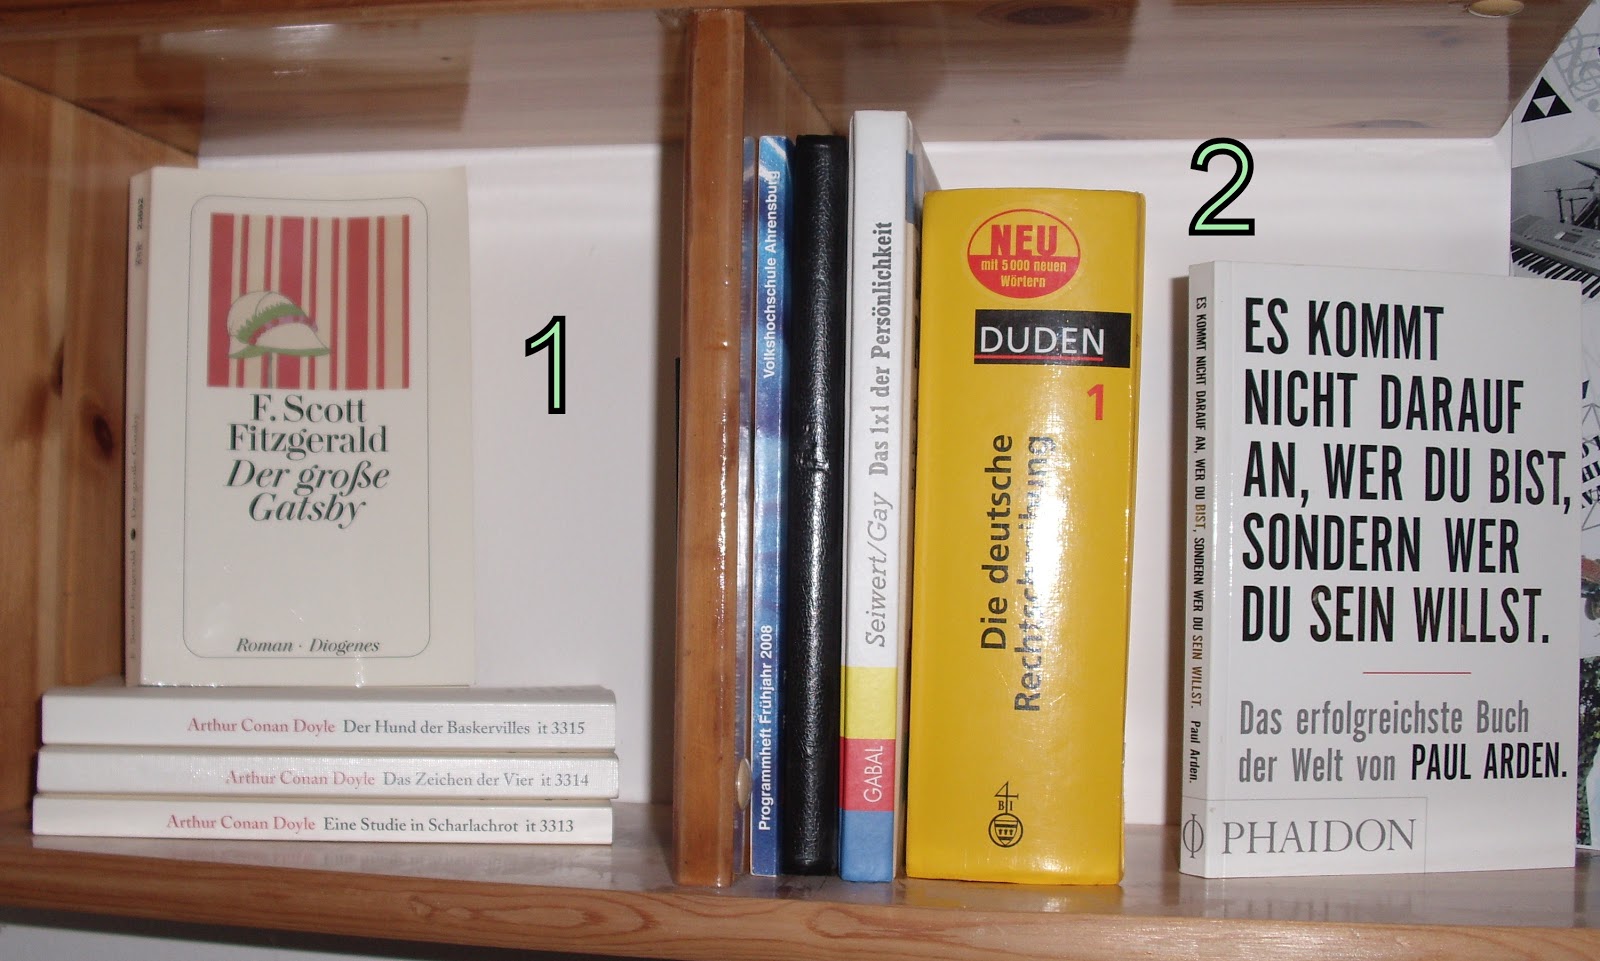 F. Scott
Fitzgerald
Der große
Gatsby
Roman · Diogenes
Arthur Conan Doyle Der Hund der Baskervilles it 3315
Arthur Conan Doyle Das Zeichen der Vier it 3314
Arthur Conan Doyle Eine Studie in Scharlachrot it 3313
1
Programmheft Frühjahr 2008 Volkshochschule Ahrensburg
Seiwert/Gay Das 1x1 der Persönlichkeit
GABAL
NEU
mit 5000 neuen
Wörtern
DUDEN
1
Die deutsche
Rechtschreibung
4
B I
2
ES KOMMT NICHT DARAUF AN, WER DU BIST, SONDERN WER DU SEIN WILLST. Paul Arden.
ES KOMMT
NICHT DARAUF
AN, WER DU BIST,
SONDERN WER
DU SEIN WILLST.
Das erfolgreichste Buch
der Welt von PAUL ARDEN.
PHAIDON